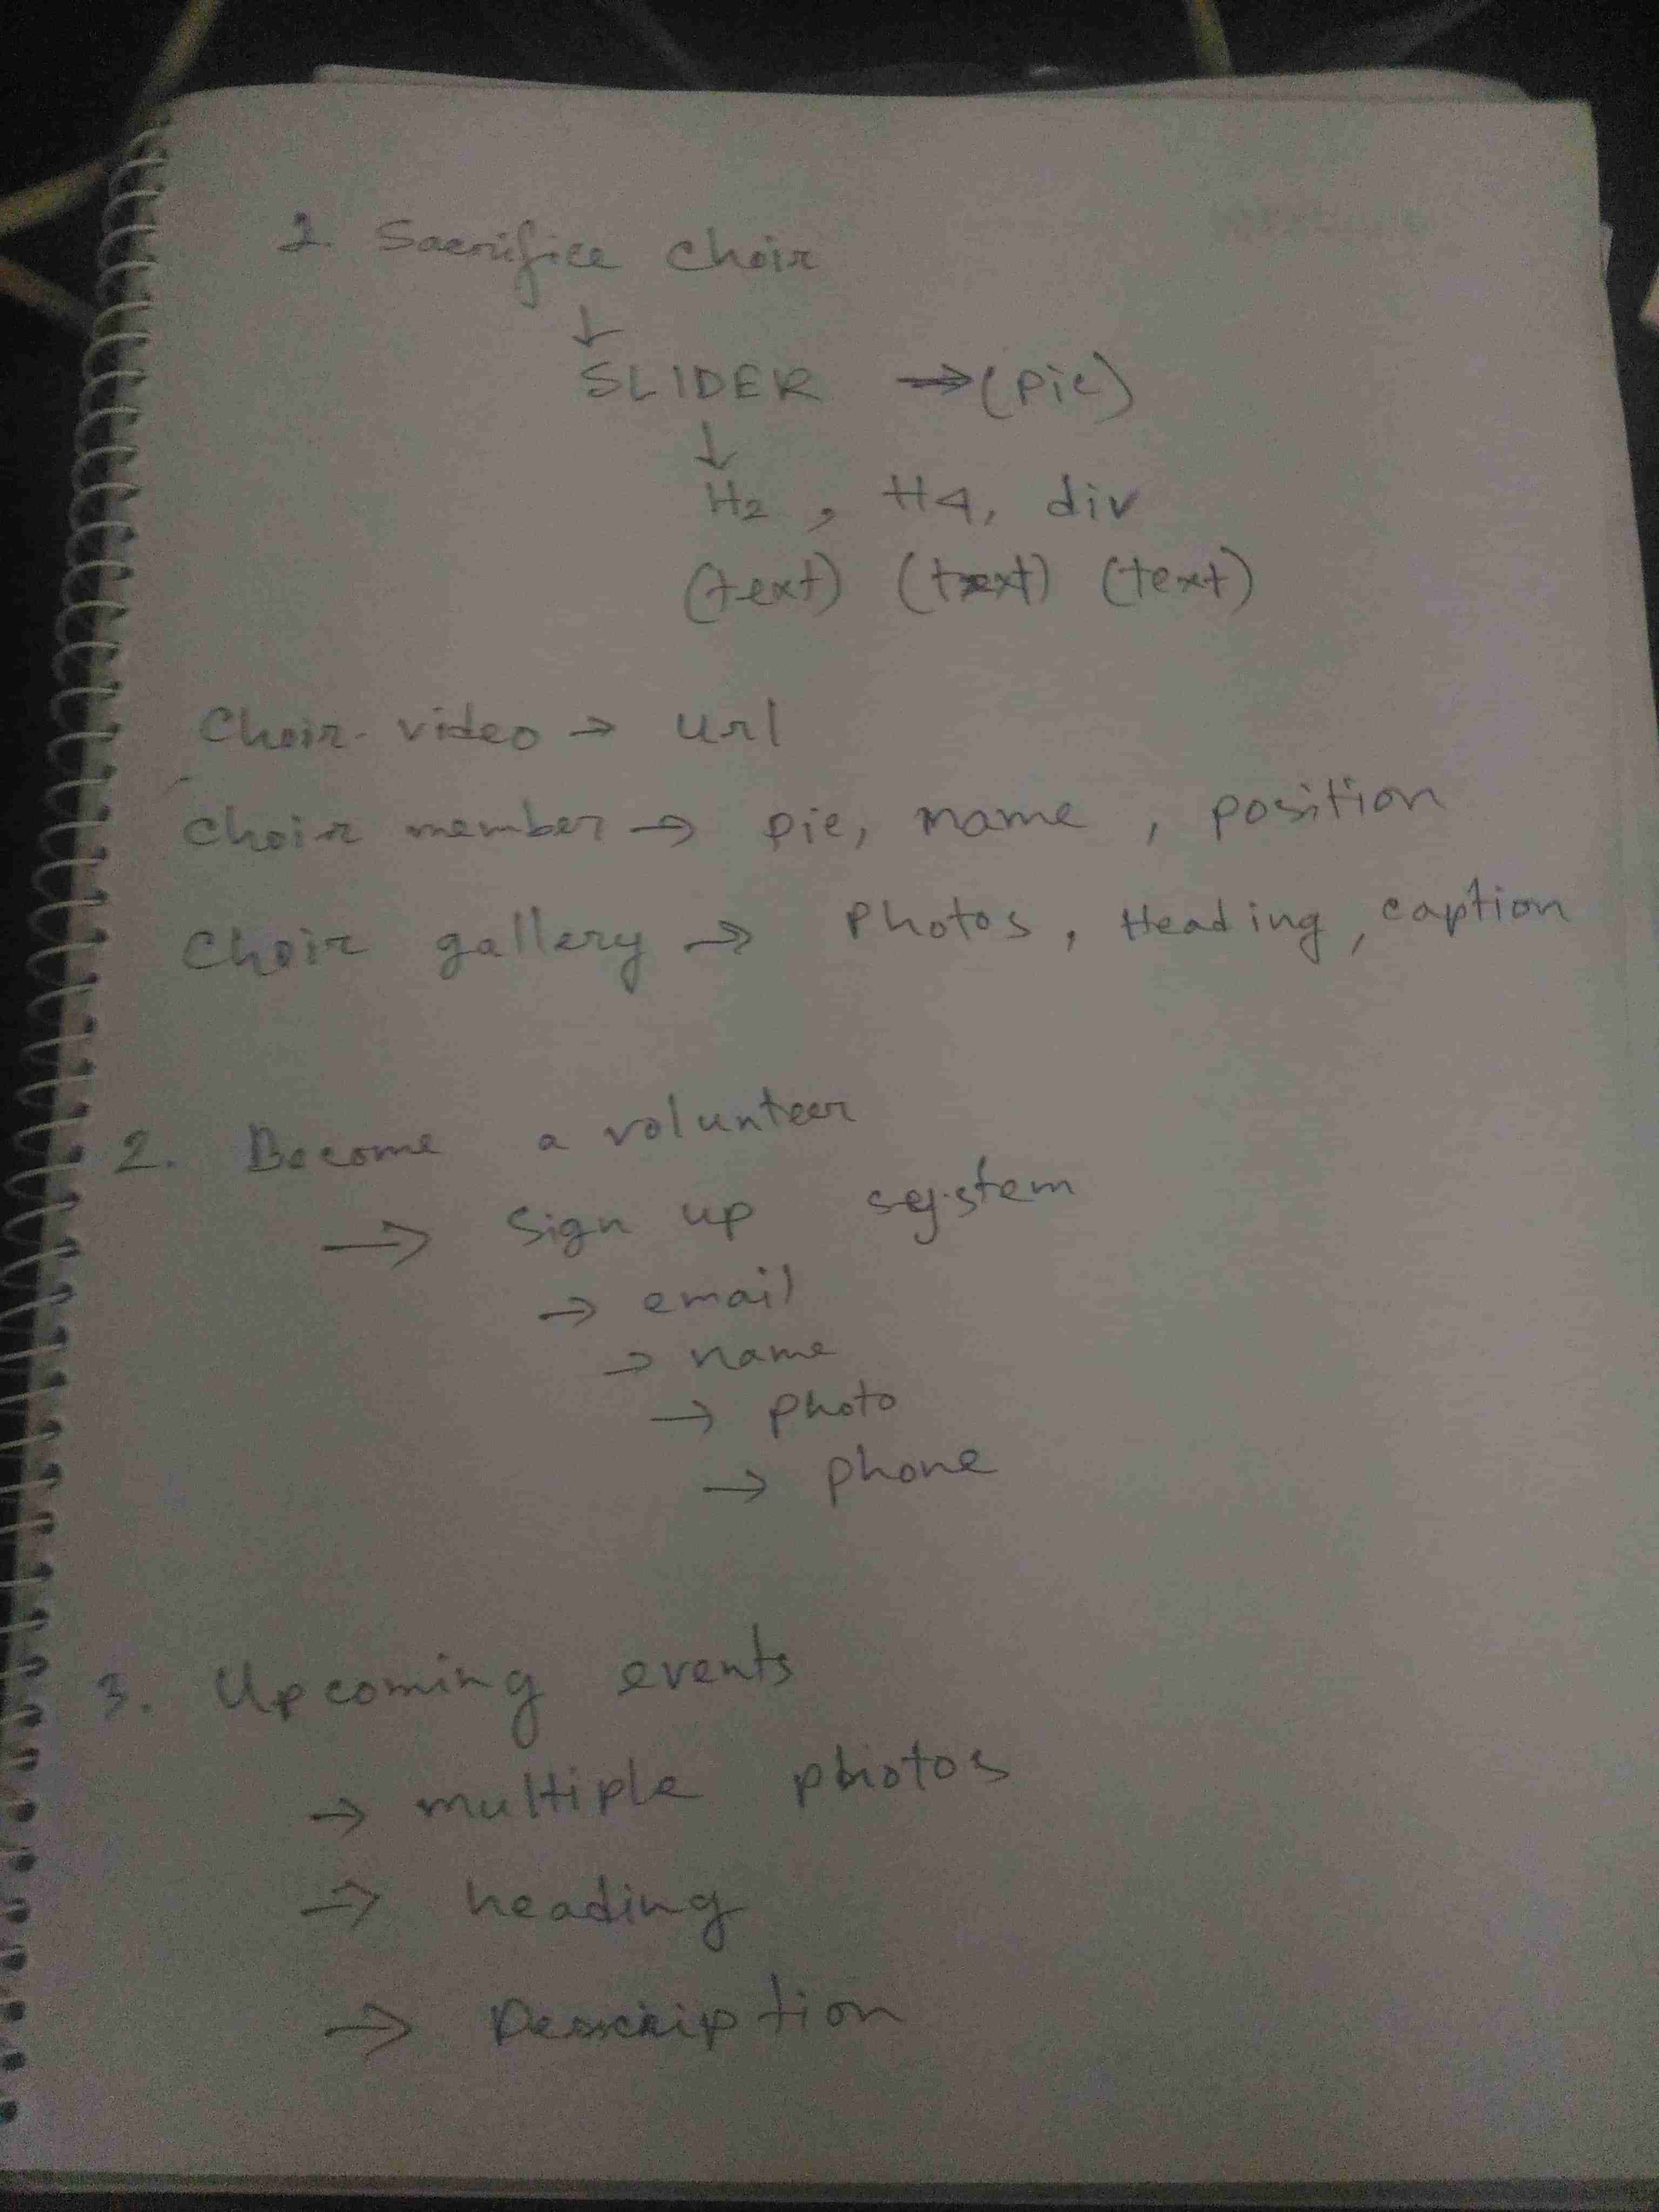 1. Sacrifice choir
↓
SLIDER → (pic)
↓
H2, H4, div
(text) (text) (text)
Choir video → url
choir member → pic, name, position
Choir gallery → Photos, Heading, caption
2. Become a volunteer
→ Sign up system
→ email
→ name
→ photo
→ phone
3. Upcoming events
→ multiple photos
→ heading
→ Description